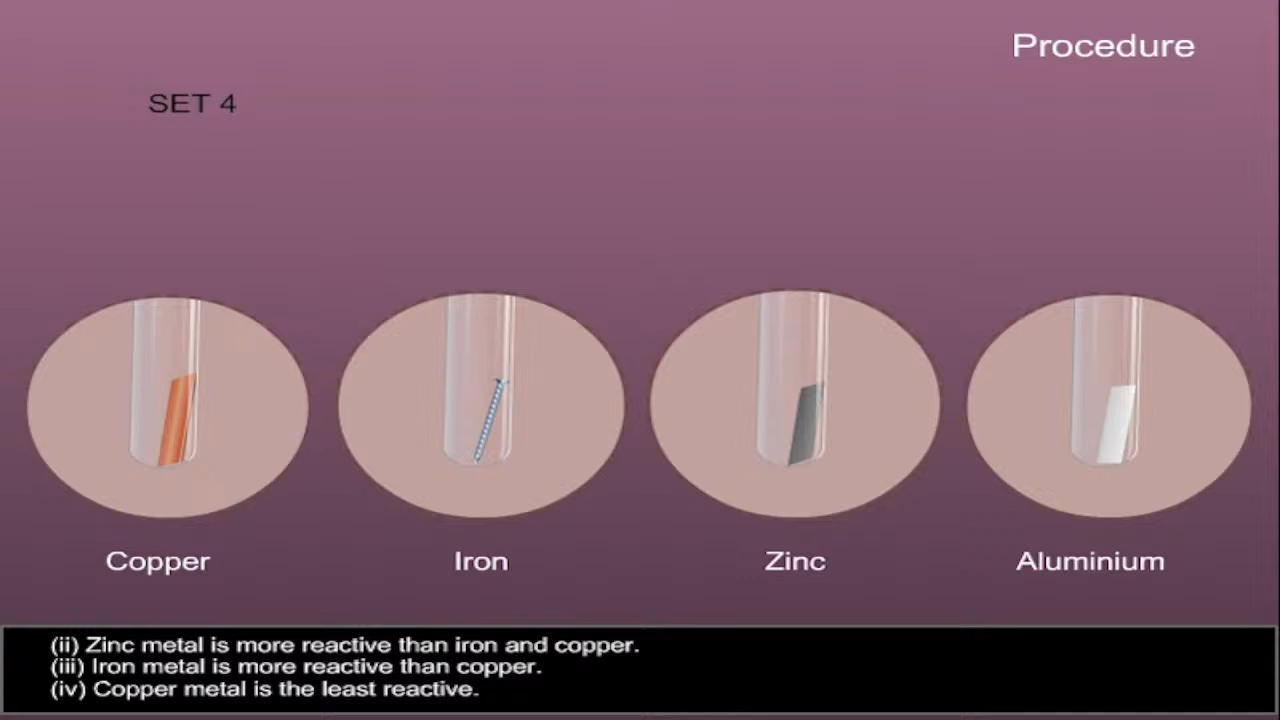 Procedure
SET 4
Copper
Iron
Zinc
Aluminium
(ii) Zinc metal is more reactive than iron and copper.
(iii) Iron metal is more reactive than copper.
(iv) Copper metal is the least reactive.